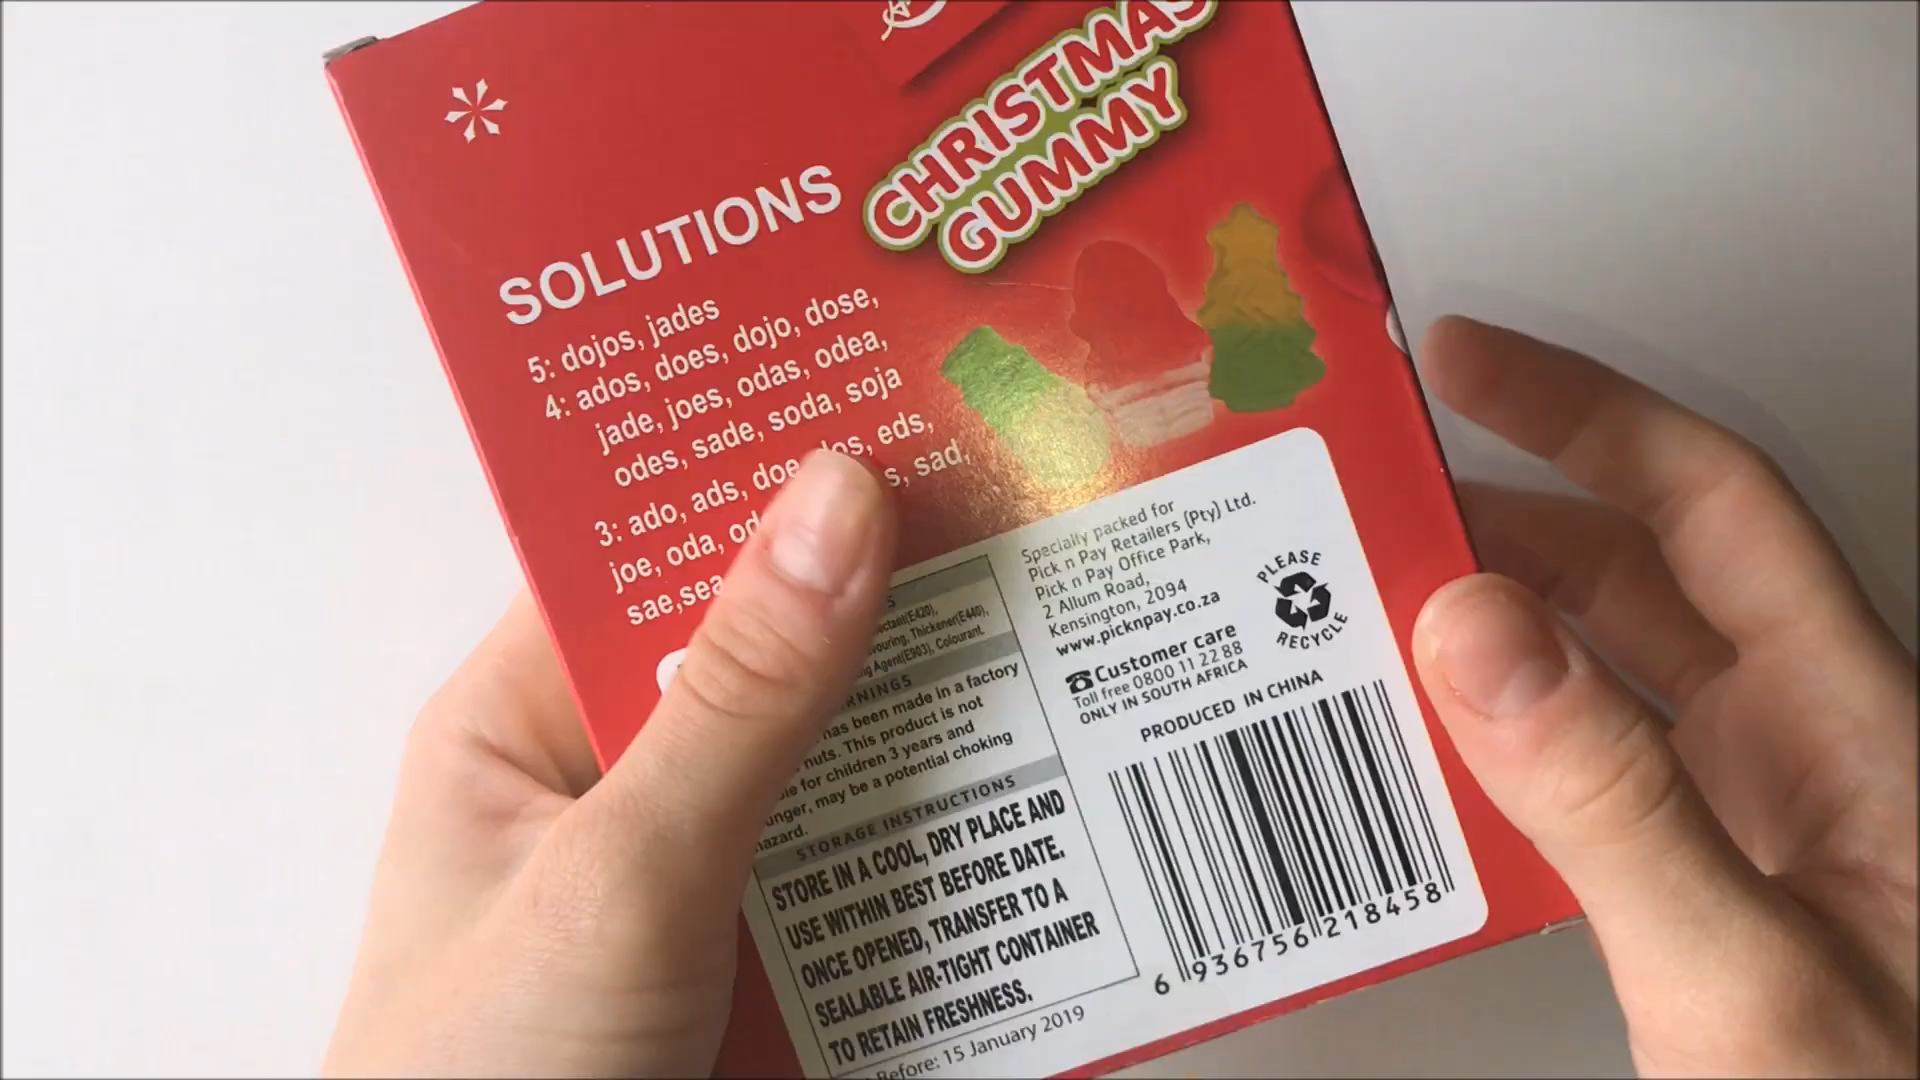 CHRISTMAS
GUMMY
SOLUTIONS
5: dojos, jades
4: ados, does, dojo, dose,
jade, joes, odas, odea,
odes, sade, soda, soja
3: ado, ads, doe, dos, eds,
joe, oda, sad,
sae,sea
Thickener(E440),
Agent(E903), Colourant.
has been made in a factory
nuts. This product is not
for children 3 years and
may be a potential choking
hazard.
STORAGE INSTRUCTIONS
STORE IN A COOL, DRY PLACE AND
USE WITHIN BEST BEFORE DATE.
ONCE OPENED, TRANSFER TO A
SEALABLE AIR-TIGHT CONTAINER
TO RETAIN FRESHNESS.
Before: 15 January 2019
Specially packed for
Pick n Pay Retailers (Pty) Ltd.
Pick n Pay Office Park,
2 Allum Road,
Kensington, 2094
www.picknpay.co.za
Customer care
Toll free 0800 11 22 88
ONLY IN SOUTH AFRICA
PLEASE
RECYCLE
PRODUCED IN CHINA
6 936756 218458